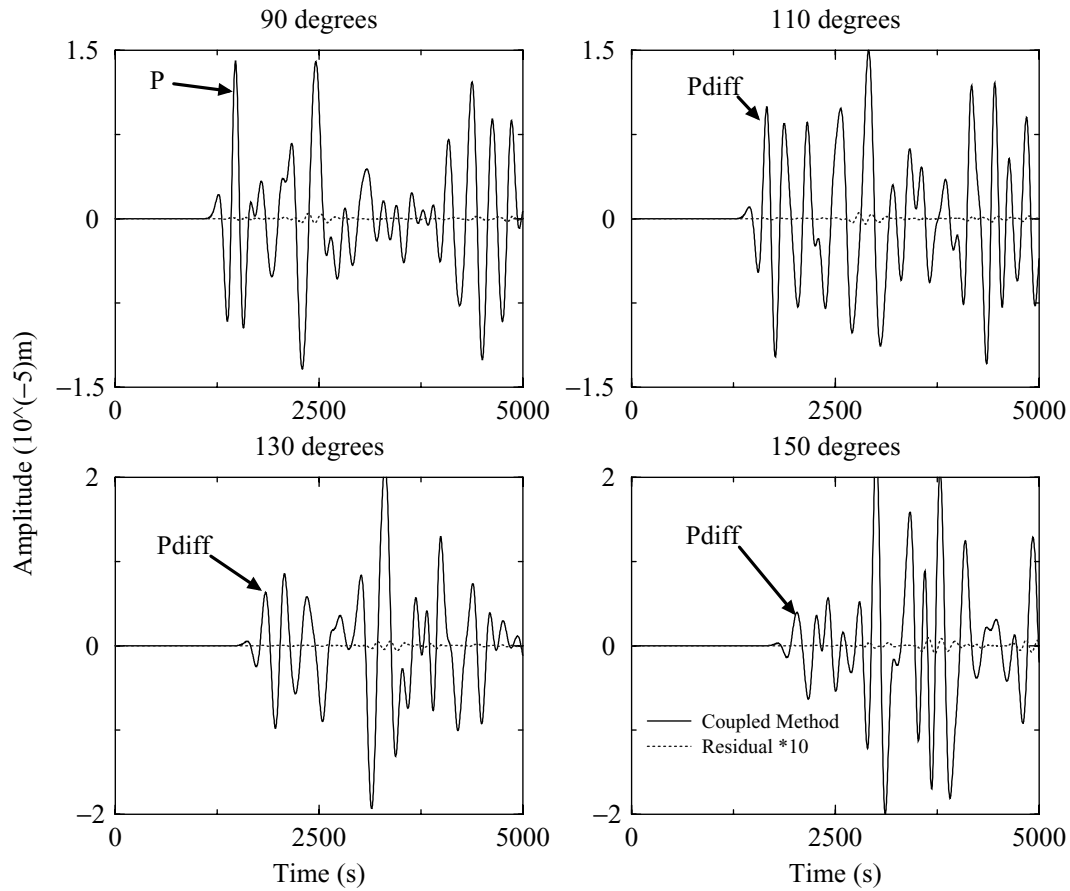 90 degrees
110 degrees
1.5
P
0
−1.5
0
2500
5000
1.5
Pdiff
0
−1.5
0
2500
5000
Amplitude (10^(−5)m)
130 degrees
150 degrees
2
Pdiff
0
−2
0
2500
5000
Time (s)
2
Pdiff
0
Coupled Method
Residual *10
−2
0
2500
5000
Time (s)